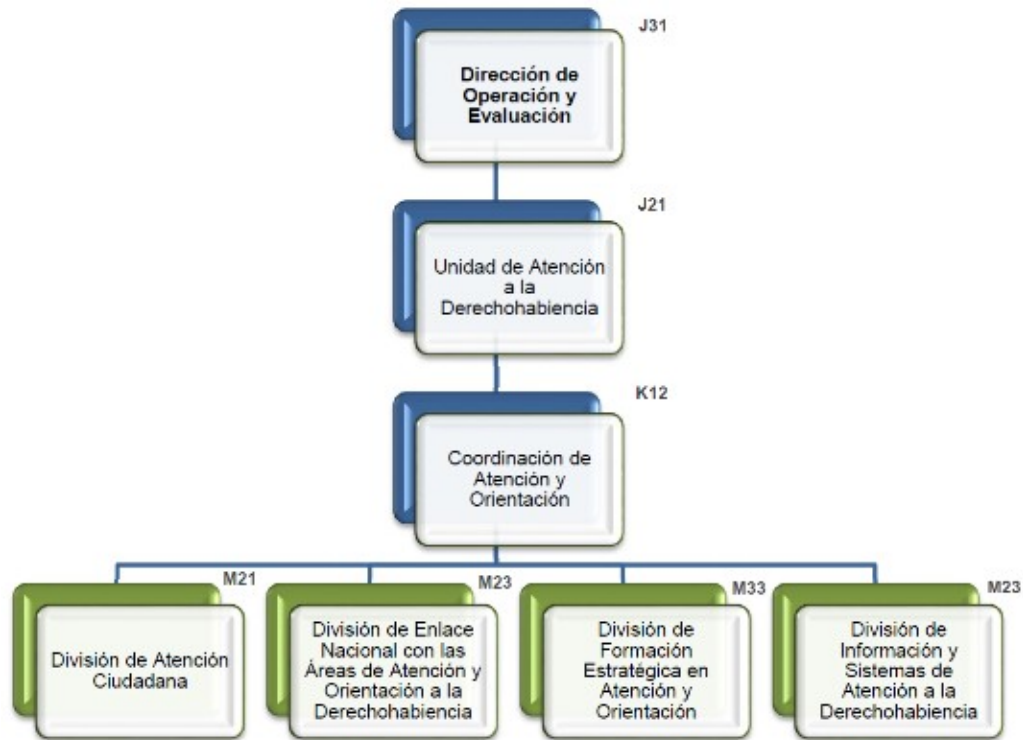 J31
Dirección de
Operación y
Evaluación
J21
Unidad de Atención
a la
Derechohabiencia
K12
Coordinación de
Atención y
Orientación
M21
División de Atención
Ciudadana
M23
División de Enlace
Nacional con las
Áreas de Atención y
Orientación a la
Derechohabiencia
M33
División de
Formación
Estratégica en
Atención y
Orientación
M23
División de
Información y
Sistemas de
Atención a la
Derechohabiencia